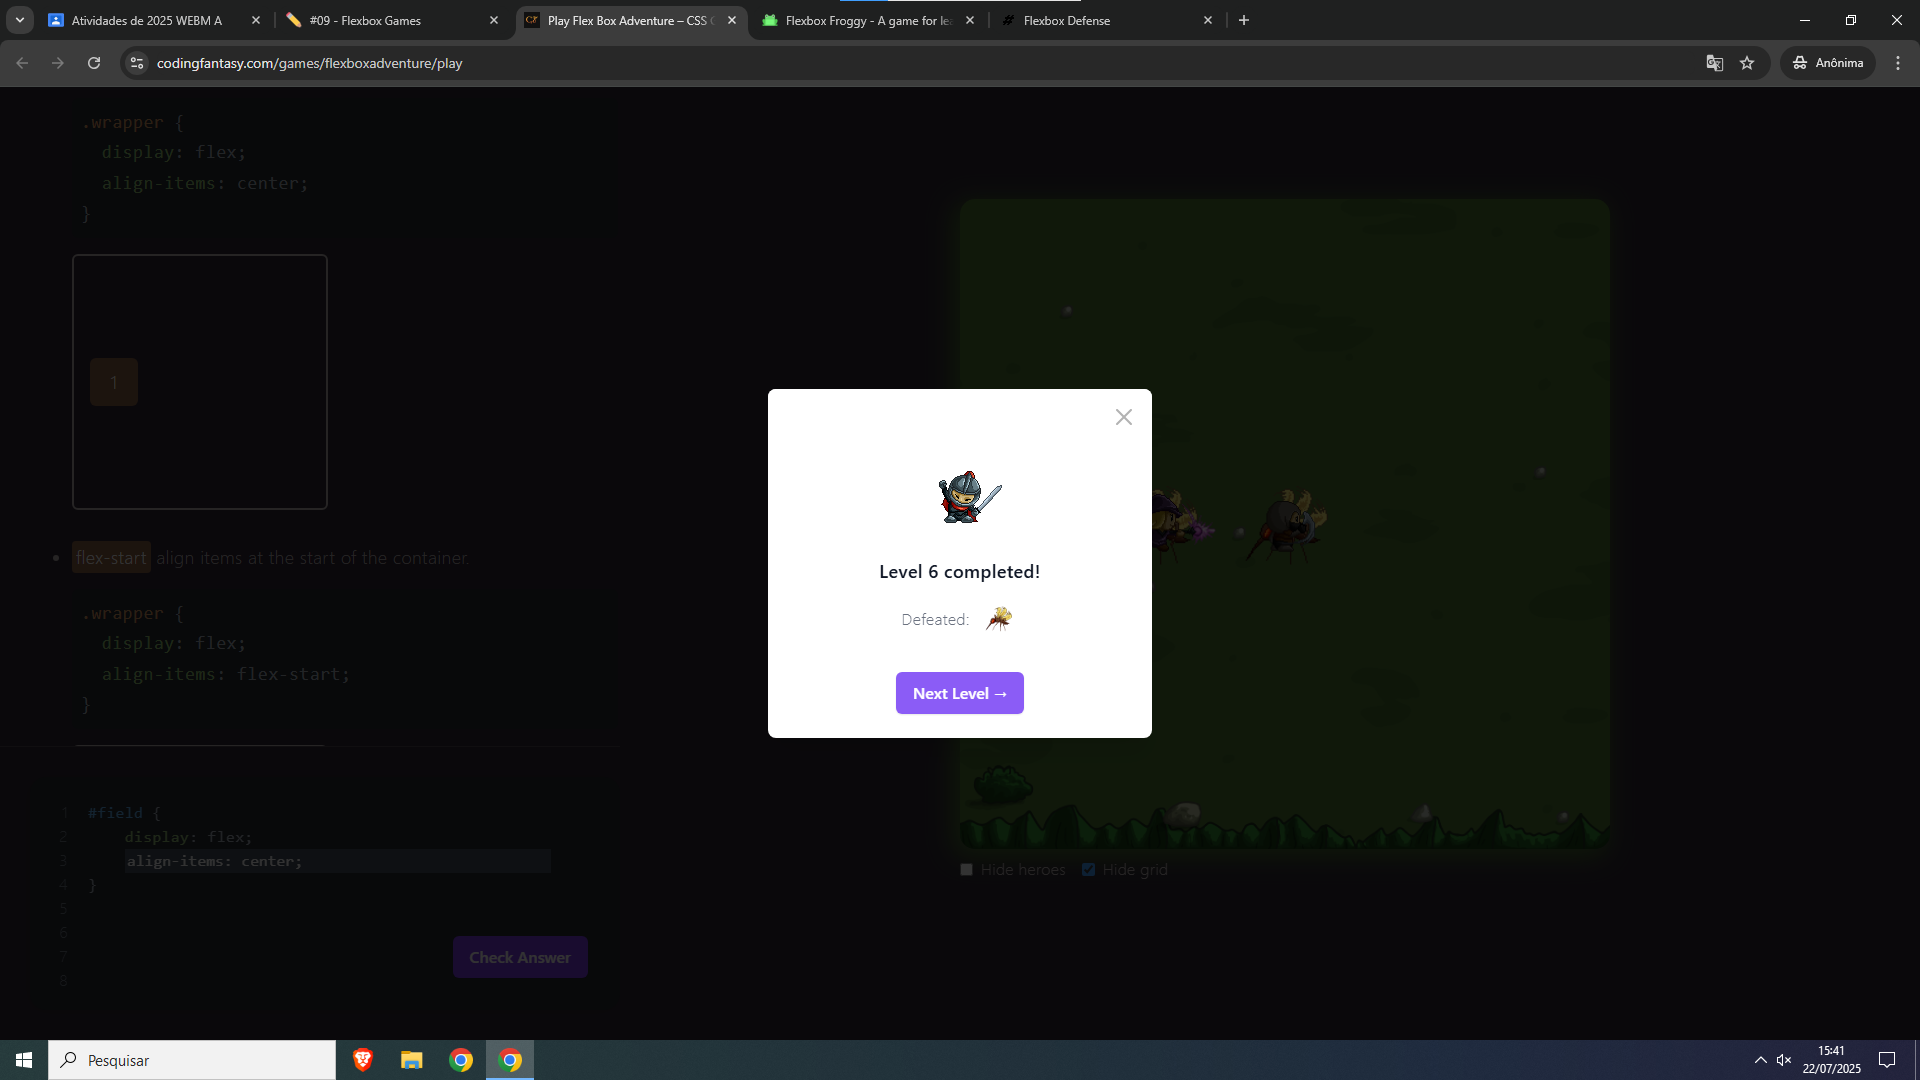 Atividades de 2025 WEBM A
#09 - Flexbox Games
Play Flex Box Adventure – CSS
Flexbox Froggy - A game for le
Flexbox Defense
codingfantasy.com/games/flexboxadventure/play
Anônima
.wrapper {
display: flex;
align-items: center;
}
1
flex-start align items at the start of the container.
.wrapper {
display: flex;
align-items: flex-start;
}
1 #field {
2 display: flex;
3 align-items: center;
4 }
5
6
7
8
Check Answer
Level 6 completed!
Defeated:
Next Level →
Hide heroes
Hide grid
Pesquisar
15:41
22/07/2025